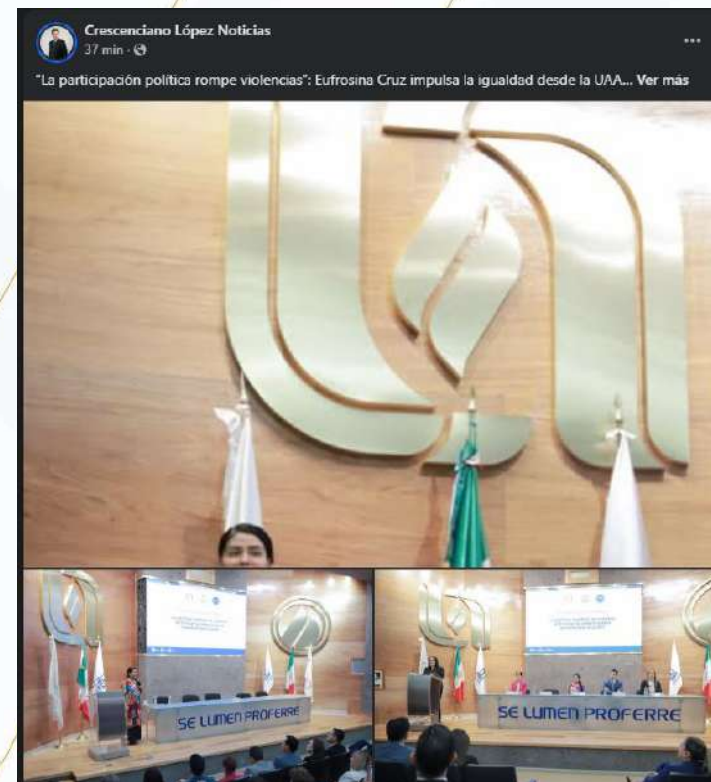 Crescenciano López Noticias
37 min ·
"La participación política rompe violencias": Eufrosina Cruz impulsa la igualdad desde la UAA... Ver más
SE LUMEN PROFERRE
SE LUMEN PROFERRE